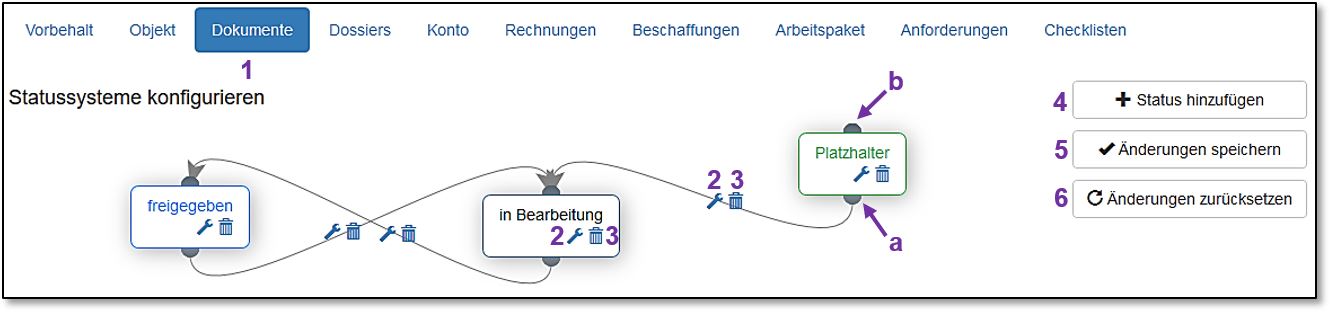 Vorbehalt Objekt Dokumente Dossiers Konto Rechnungen Beschaffungen Arbeitspaket Anforderungen Checklisten
1
Statussysteme konfigurieren
b
4 Status hinzufügen
Platzhalter
5 Änderungen speichern
2 3
6 Änderungen zurücksetzen
freigegeben
in Bearbeitung
2 3
a